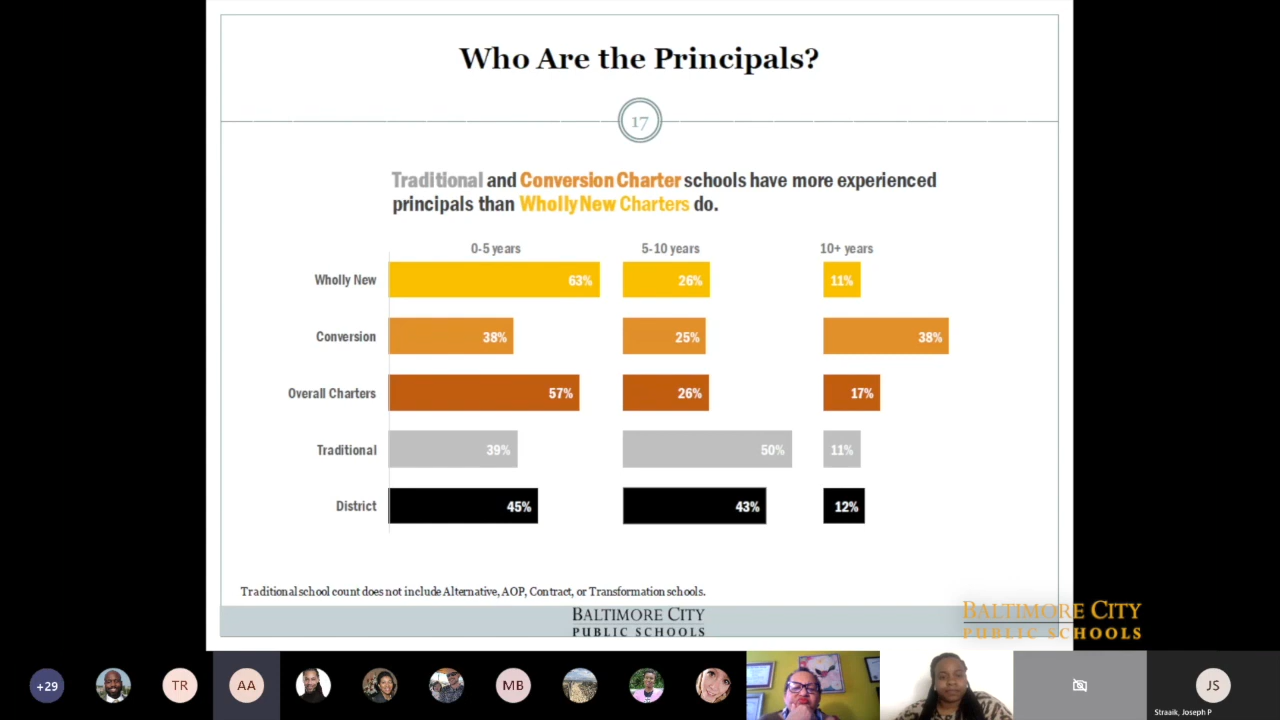 Who Are the Principals?
17
Traditional and Conversion Charter schools have more experienced
principals than Wholly New Charters do.
0-5 years 5-10 years 10+ years
Wholly New 63% 26% 11%
Conversion 38% 25% 38%
Overall Charters 57% 26% 17%
Traditional 39% 50% 11%
District 45% 43% 12%
Traditional school count does not include Alternative, AOP, Contract, or Transformation schools.
BALTIMORE CITY
PUBLIC SCHOOLS
BALTIMORE CITY
PUBLIC SCHOOLS
+29 TR AA MB JS
Straaik, Joseph P